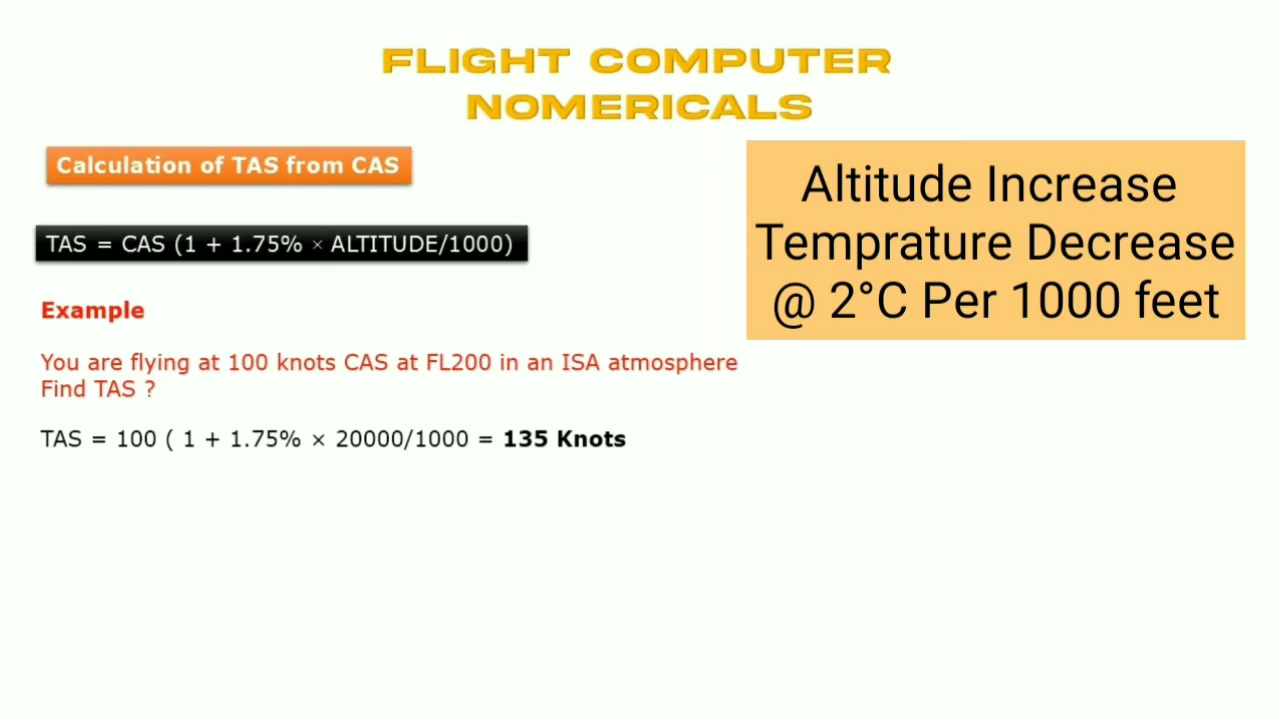 FLIGHT COMPUTER
NOMERICALS
Calculation of TAS from CAS
TAS = CAS (1 + 1.75% × ALTITUDE/1000)
Altitude Increase
Temprature Decrease
@ 2°C Per 1000 feet
Example
You are flying at 100 knots CAS at FL200 in an ISA atmosphere
Find TAS ?
TAS = 100 ( 1 + 1.75% × 20000/1000 = 135 Knots